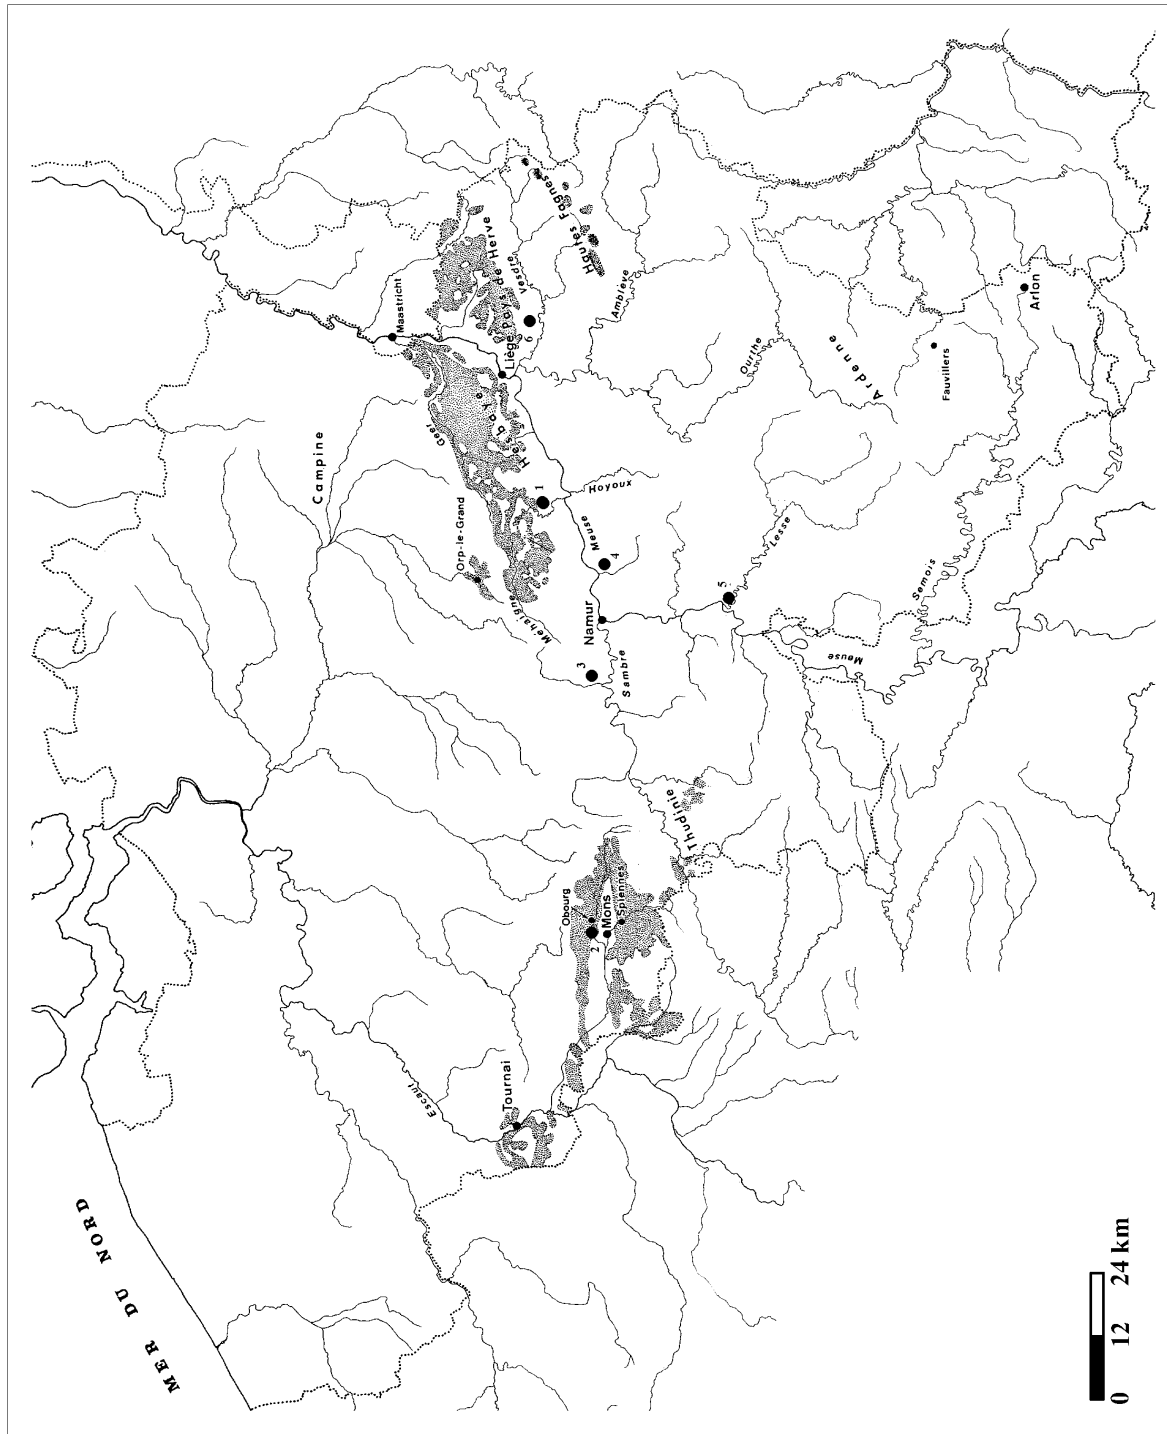 MER DU NORD
Campine
Maastricht
Geer
Hesbaye
Liège
Pays de Herve
Vesdre
Hautes Fagnes
6
Amblève
Ourthe
Ardenne
Fauvillers
Arlon
Orp-le-Grand
1
Hoyoux
Mehaigne
Meuse
4
Namur
3
Sambre
5
Lesse
Semois
Meuse
Thudinie
Obourg
2
Mons
Spiennes
Escaut
Tournai
0 12 24 km